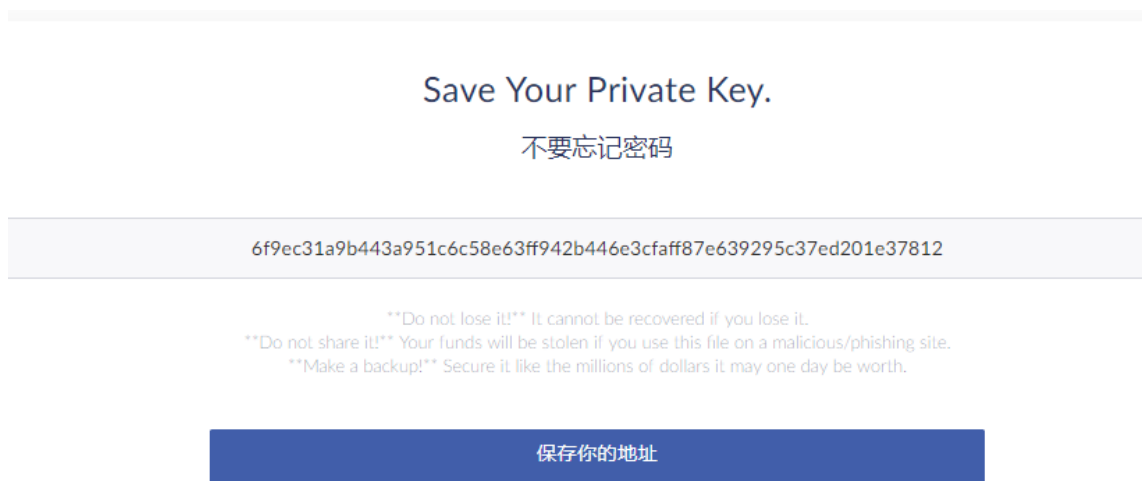 Save Your Private Key.
不要忘记密码
6f9ec31a9b443a951c6c58e63ff942b446e3cfaff87e639295c37ed201e37812
**Do not lose it!** It cannot be recovered if you lose it.
**Do not share it!** Your funds will be stolen if you use this file on a malicious/phishing site.
**Make a backup!** Secure it like the millions of dollars it may one day be worth.
保存你的地址